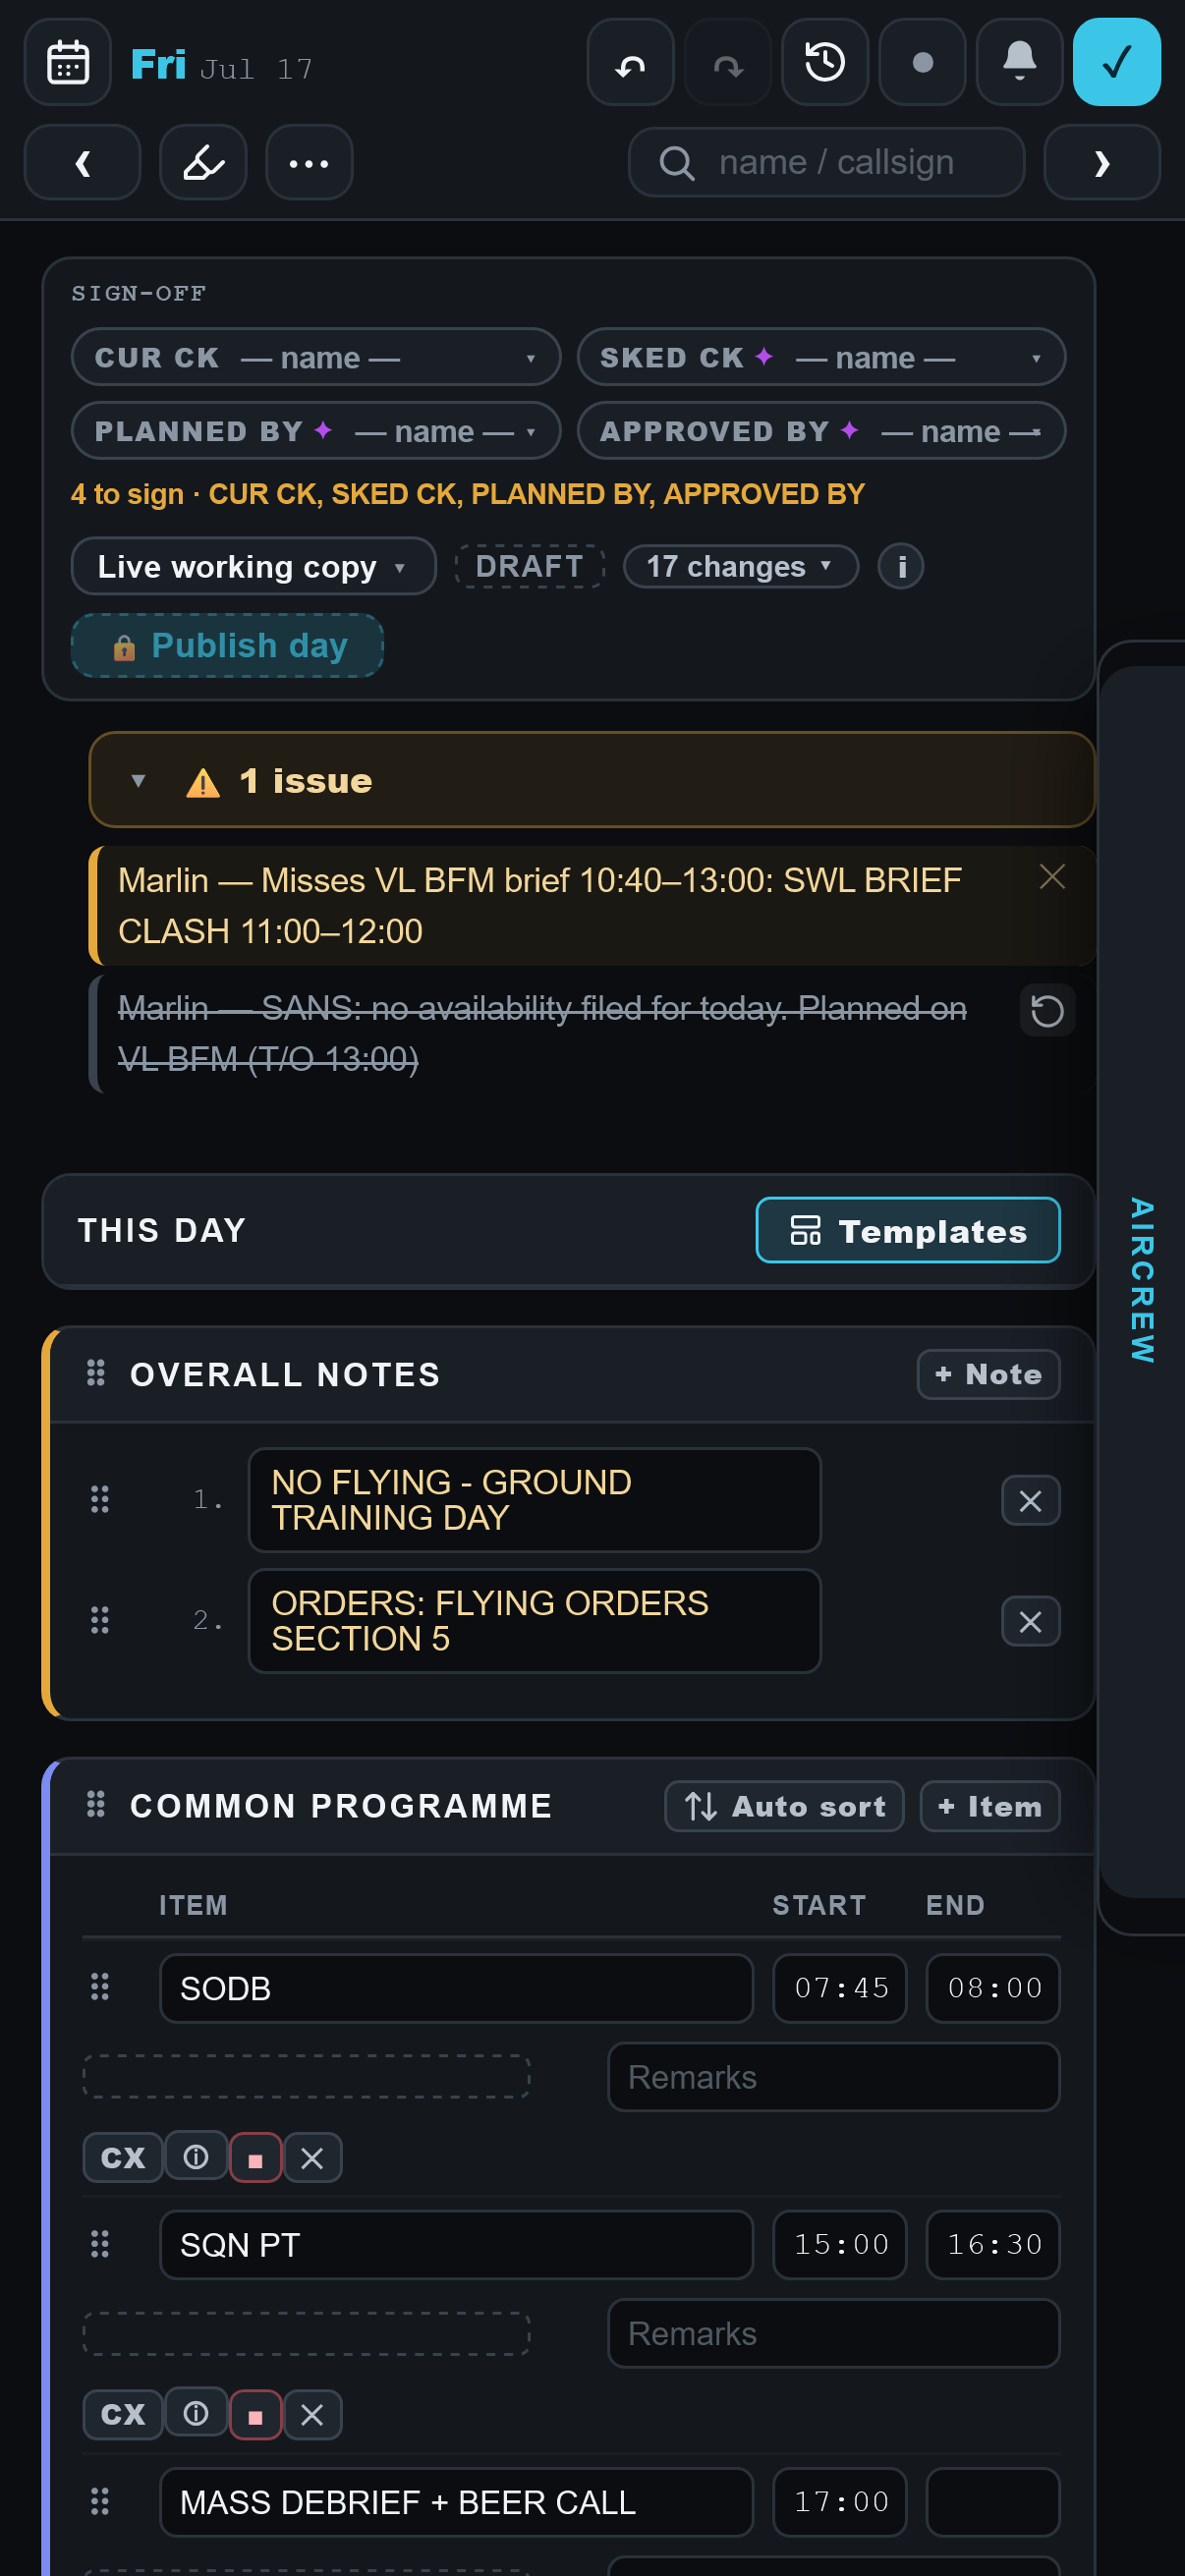 Fri Jul 17
name / callsign
SIGN-OFF
CUR CK — name —
SKED CK — name —
PLANNED BY — name —
APPROVED BY — name —
4 to sign · CUR CK, SKED CK, PLANNED BY, APPROVED BY
Live working copy DRAFT 17 changes i
Publish day
1 issue
Marlin — Misses VL BFM brief 10:40–13:00: SWL BRIEF
CLASH 11:00–12:00
Marlin — SANS: no availability filed for today. Planned on
VL BFM (T/O 13:00)
AIRCREW
THIS DAY Templates
OVERALL NOTES + Note
1. NO FLYING - GROUND
TRAINING DAY
2. ORDERS: FLYING ORDERS
SECTION 5
COMMON PROGRAMME Auto sort + Item
ITEM START END
SODB 07:45 08:00
Remarks
CX
SQN PT 15:00 16:30
Remarks
CX
MASS DEBRIEF + BEER CALL 17:00